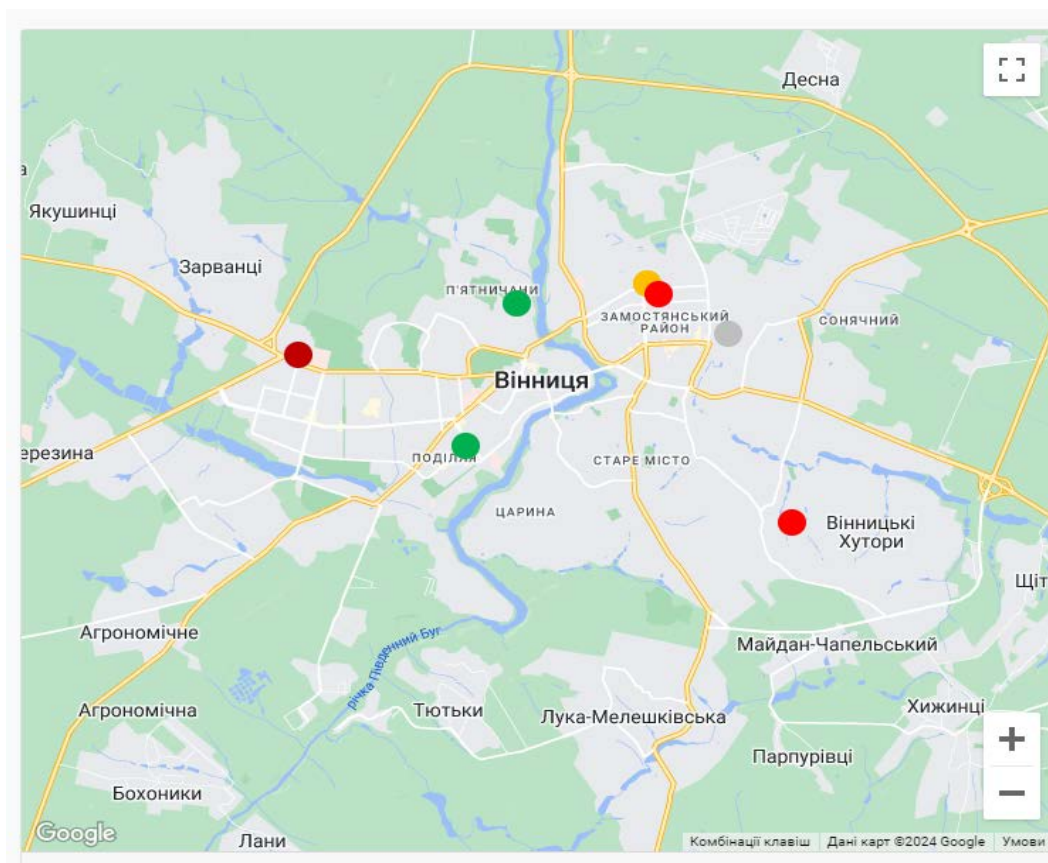 Десна
а
Якушинці
Зарванці
П'ЯТНИЧАНИ
ЗАМОСТЯНСЬКИЙ
РАЙОН
СОНЯЧНИЙ
Вінниця
ерезина
ПОДІЛЛЯ
СТАРЕ МІСТО
ЦАРИНА
Вінницькі
Хутори
Щіт
Агрономічне
річка Південний Буг
Майдан-Чапельський
Агрономічна
Тютьки
Лука-Мелешківська
Хижинці
Парпурівці
Бохоники
Google
Лани
Комбінації клавіш
Дані карт ©2024 Google
Умови